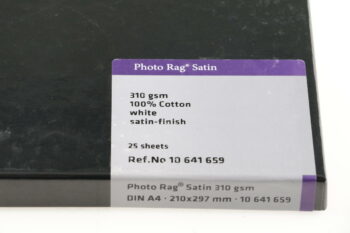 Photo Rag® Satin
310 gsm
100% Cotton
white
satin-finish
25 sheets
Ref.No 10 641 659
Photo Rag® Satin 310 gsm
DIN A4 · 210x297 mm · 10 641 659